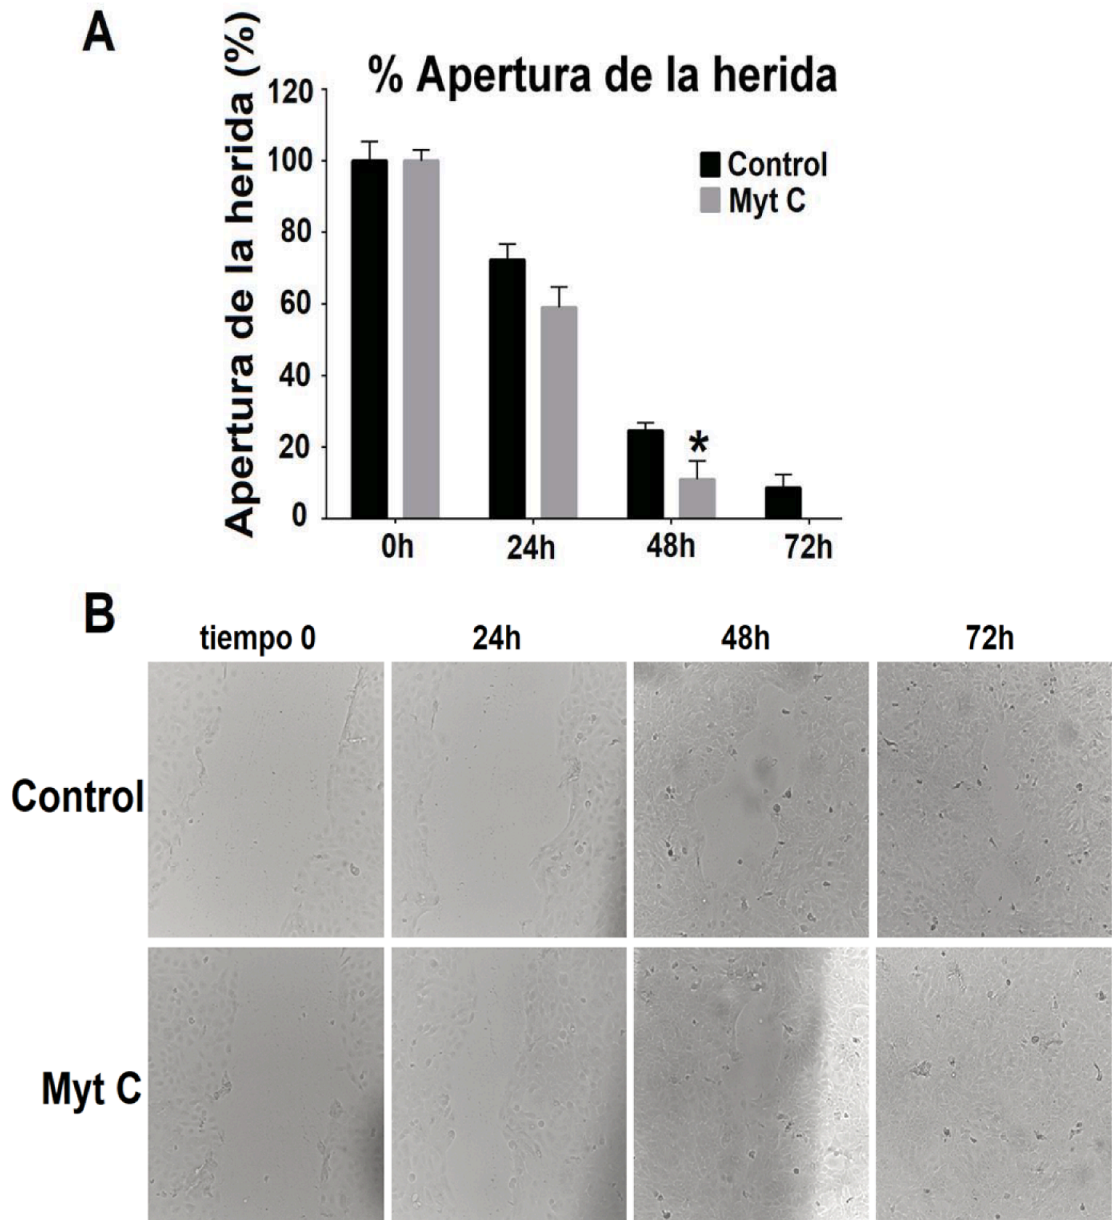 A
% Apertura de la herida
Apertura de la herida (%)
120
100
80
60
40
20
0
Control
Myt C
*
0h
24h
48h
72h
B
tiempo 0
24h
48h
72h
Control
Myt C